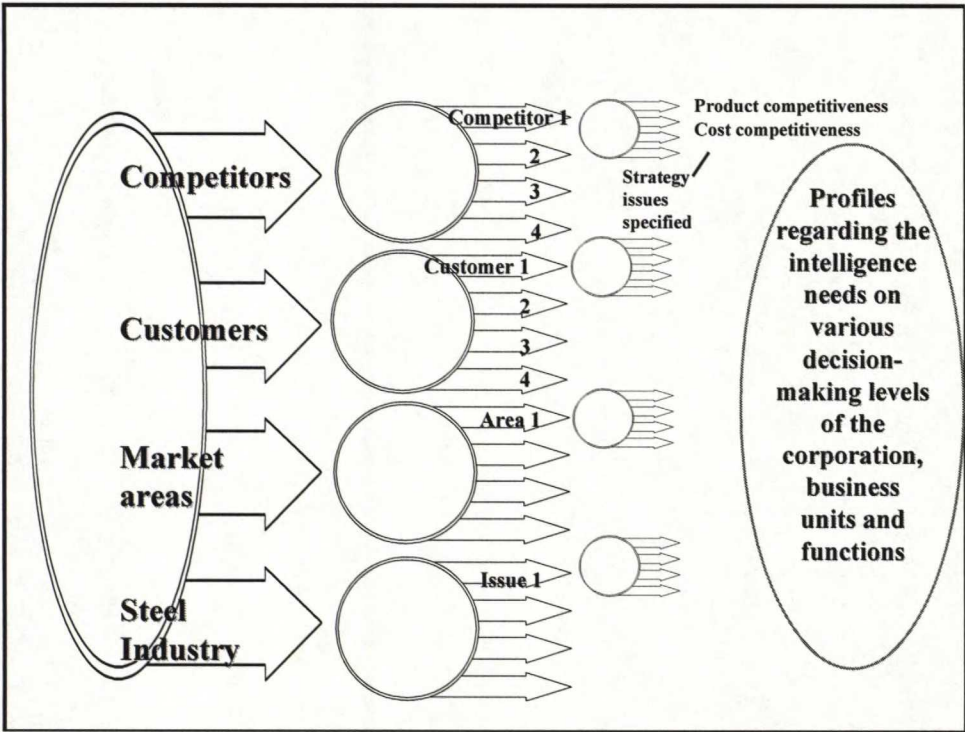 Competitors
Competitor 1
2
3
4
Product competitiveness
Cost competitiveness
Strategy
issues
specified
Customers
Customer 1
2
3
4
Market
areas
Area 1
Steel
Industry
Issue 1
Profiles
regarding the
intelligence
needs on
various
decision-
making levels
of the
corporation,
business
units and
functions